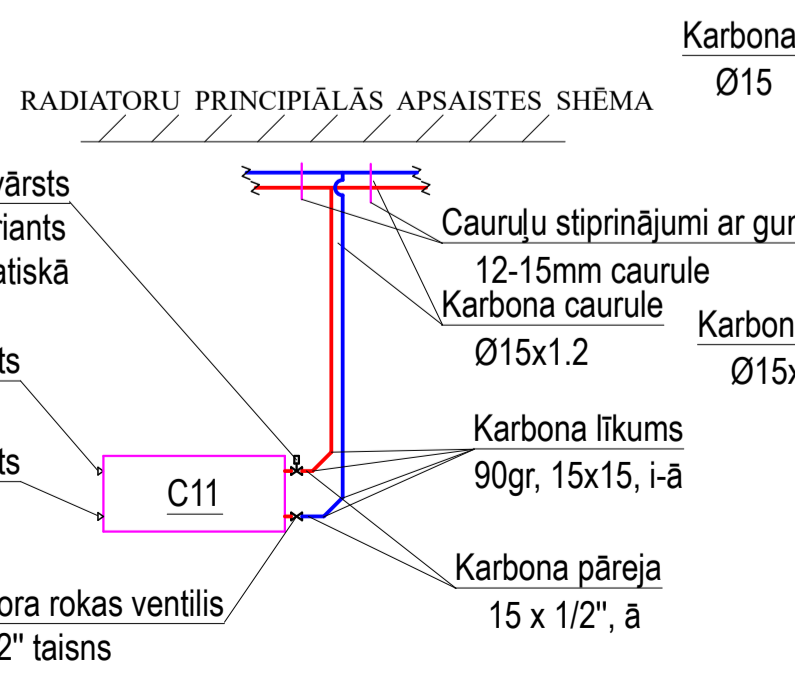 Karbona
Ø15
RADIATORU PRINCIPIĀLĀS APSAISTES SHĒMA
vārsts
riants
atiskā
Cauruļu stiprinājumi ar gur
12-15mm caurule
Karbona caurule
Ø15x1.2
Karbon
Ø15x
ts
ts
C11
Karbona līkums
90gr, 15x15, i-ā
Karbona pāreja
15 x 1/2", ā
ora rokas ventilis
2" taisns